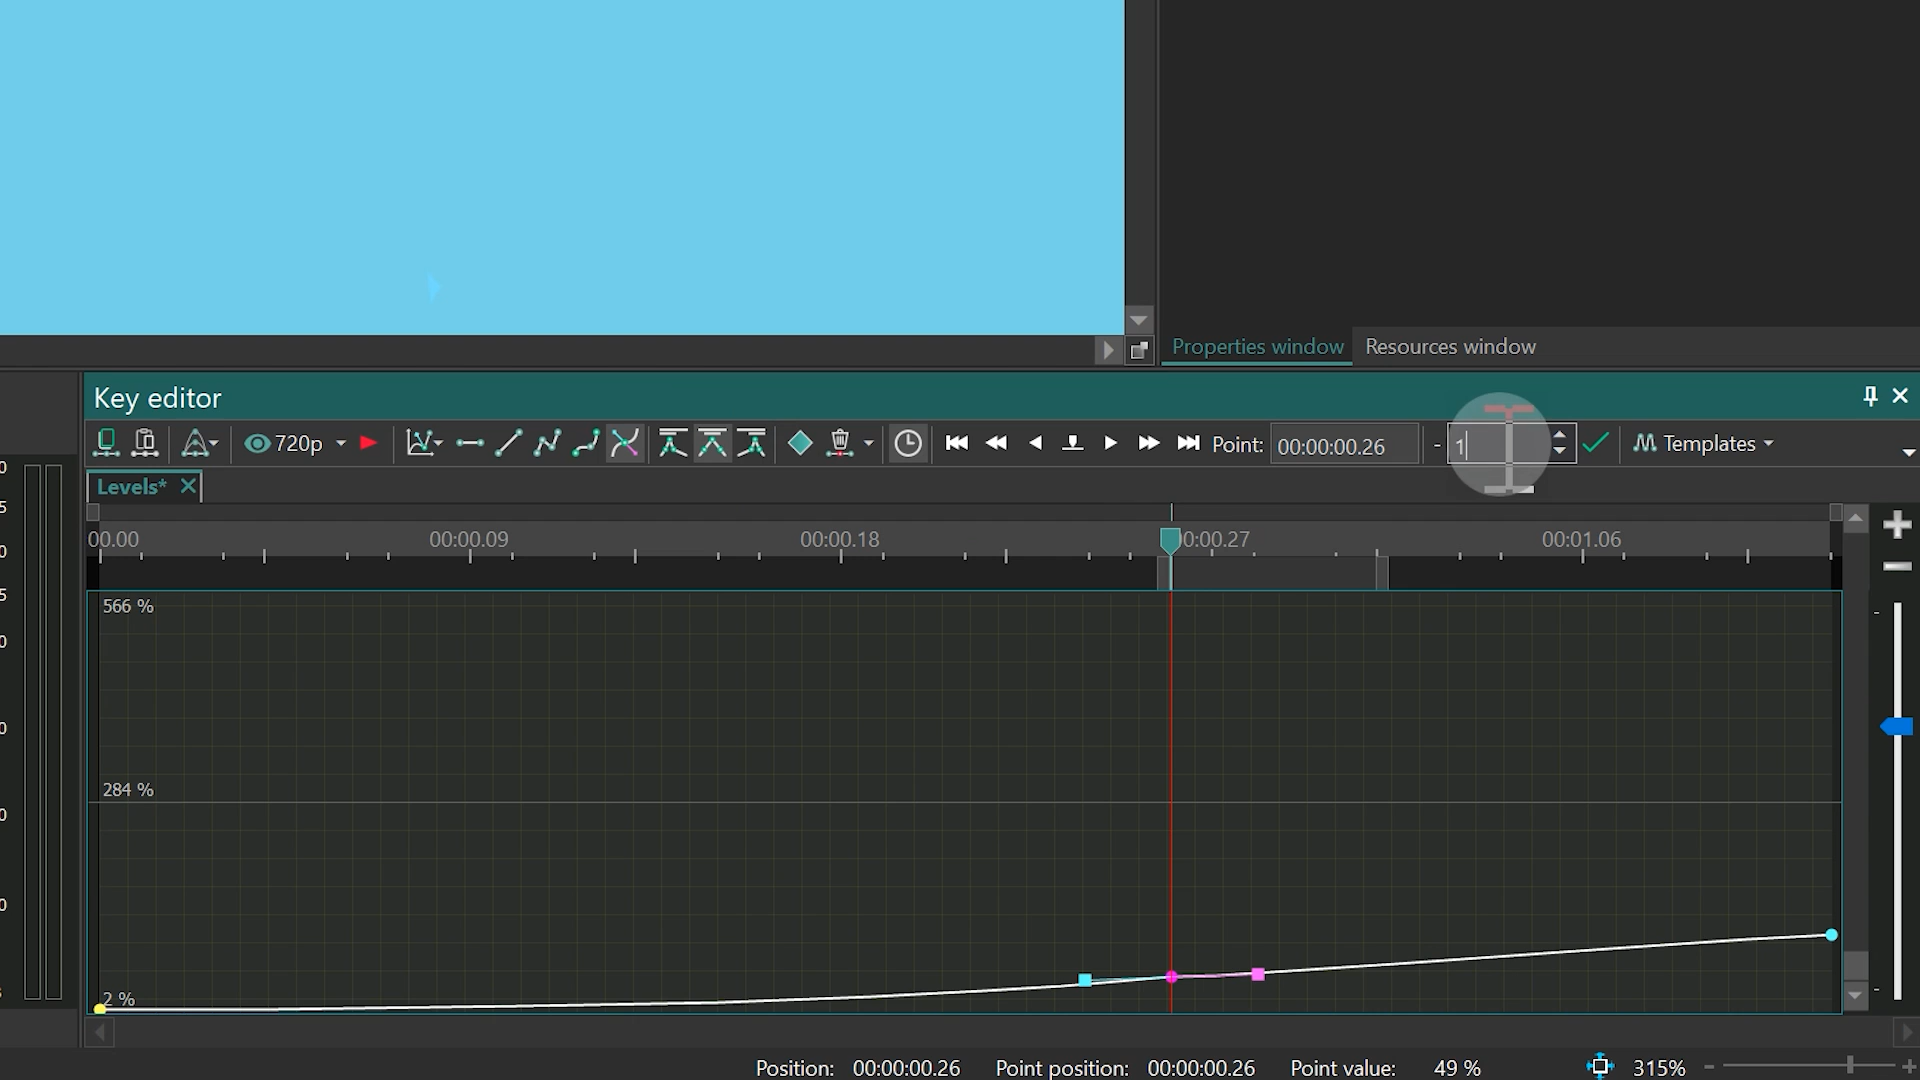 Properties window Resources window
Key editor
720p Point: 00:00:00.26 - 1 Templates
Levels*
00.00 00:00.09 00:00.18 0:00.27 00:01.06
566 %
284 %
2 %
Position: 00:00:00.26 Point position: 00:00:00.26 Point value: 49 % 315%